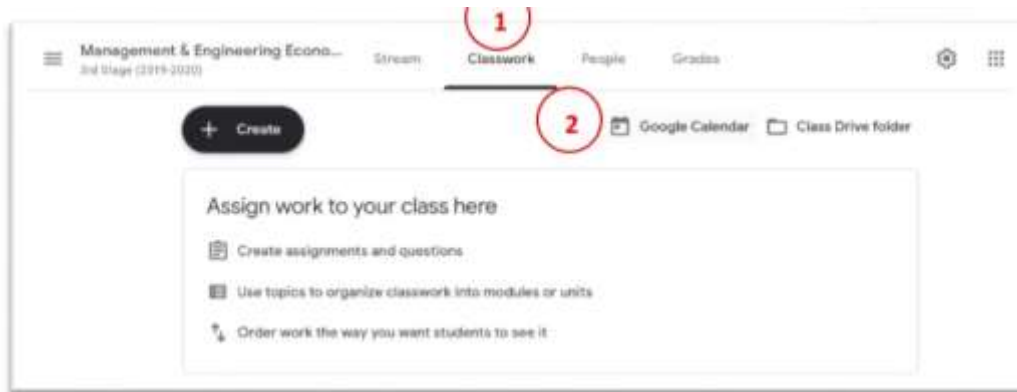 1
Management & Engineering Econo...
3rd Stage (2019-2020)
Stream
Classwork
People
Grades
+ Create
2
Google Calendar
Class Drive folder
Assign work to your class here
Create assignments and questions
Use topics to organize classwork into modules or units
Order work the way you want students to see it